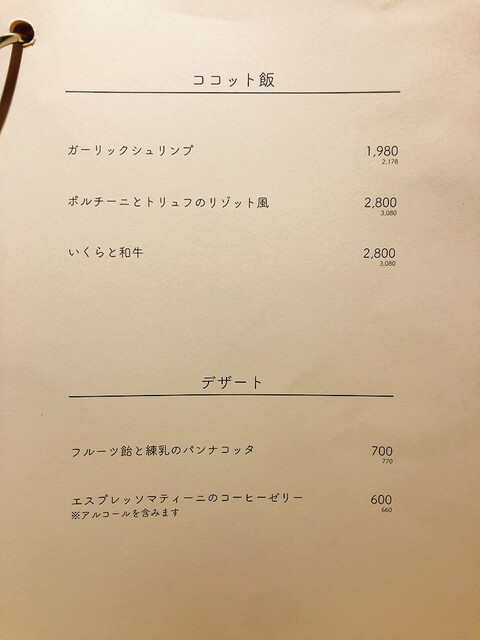 ココット飯
ガーリックシュリンプ 1,980
2,178
ポルチーニとトリュフのリゾット風 2,800
3,080
いくらと和牛 2,800
3,080
デザート
フルーツ飴と練乳のパンナコッタ 700
770
エスプレッソマティーニのコーヒーゼリー 600
※アルコールを含みます 660